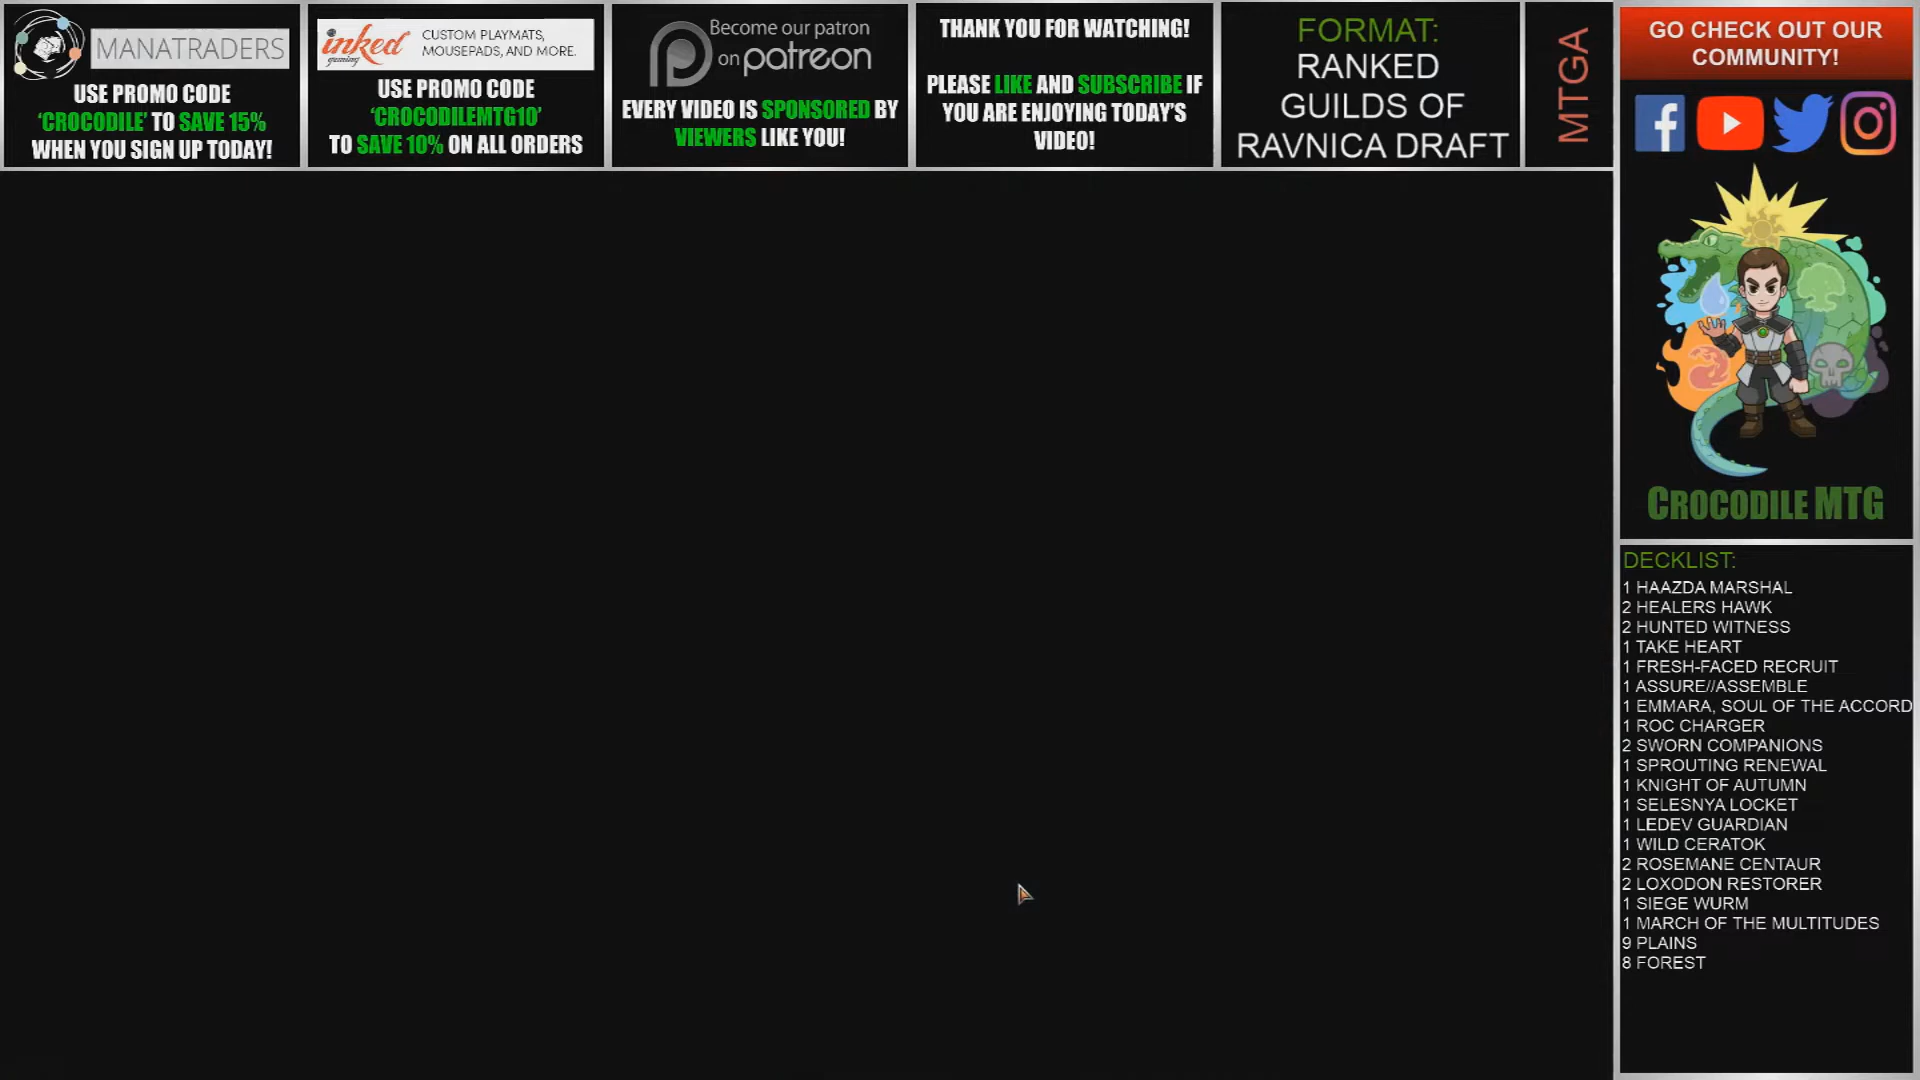 MANATRADERS
USE PROMO CODE
‘CROCODILE’ TO SAVE 15%
WHEN YOU SIGN UP TODAY!
inked
gaming
CUSTOM PLAYMATS,
MOUSEPADS, AND MORE.
USE PROMO CODE
‘CROCODILEMTG10’
TO SAVE 10% ON ALL ORDERS
Become our patron
on patreon
EVERY VIDEO IS SPONSORED BY
VIEWERS LIKE YOU!
THANK YOU FOR WATCHING!
PLEASE LIKE AND SUBSCRIBE IF
YOU ARE ENJOYING TODAY'S
VIDEO!
FORMAT:
RANKED
GUILDS OF
RAVNICA DRAFT
MTGA
GO CHECK OUT OUR
COMMUNITY!
CROCODILE MTG
DECKLIST:
1 HAAZDA MARSHAL
2 HEALERS HAWK
2 HUNTED WITNESS
1 TAKE HEART
1 FRESH-FACED RECRUIT
1 ASSURE//ASSEMBLE
1 EMMARA, SOUL OF THE ACCORD
1 ROC CHARGER
2 SWORN COMPANIONS
1 SPROUTING RENEWAL
1 KNIGHT OF AUTUMN
1 SELESNYA LOCKET
1 LEDEV GUARDIAN
1 WILD CERATOK
2 ROSEMANE CENTAUR
2 LOXODON RESTORER
1 SIEGE WURM
1 MARCH OF THE MULTITUDES
9 PLAINS
8 FOREST